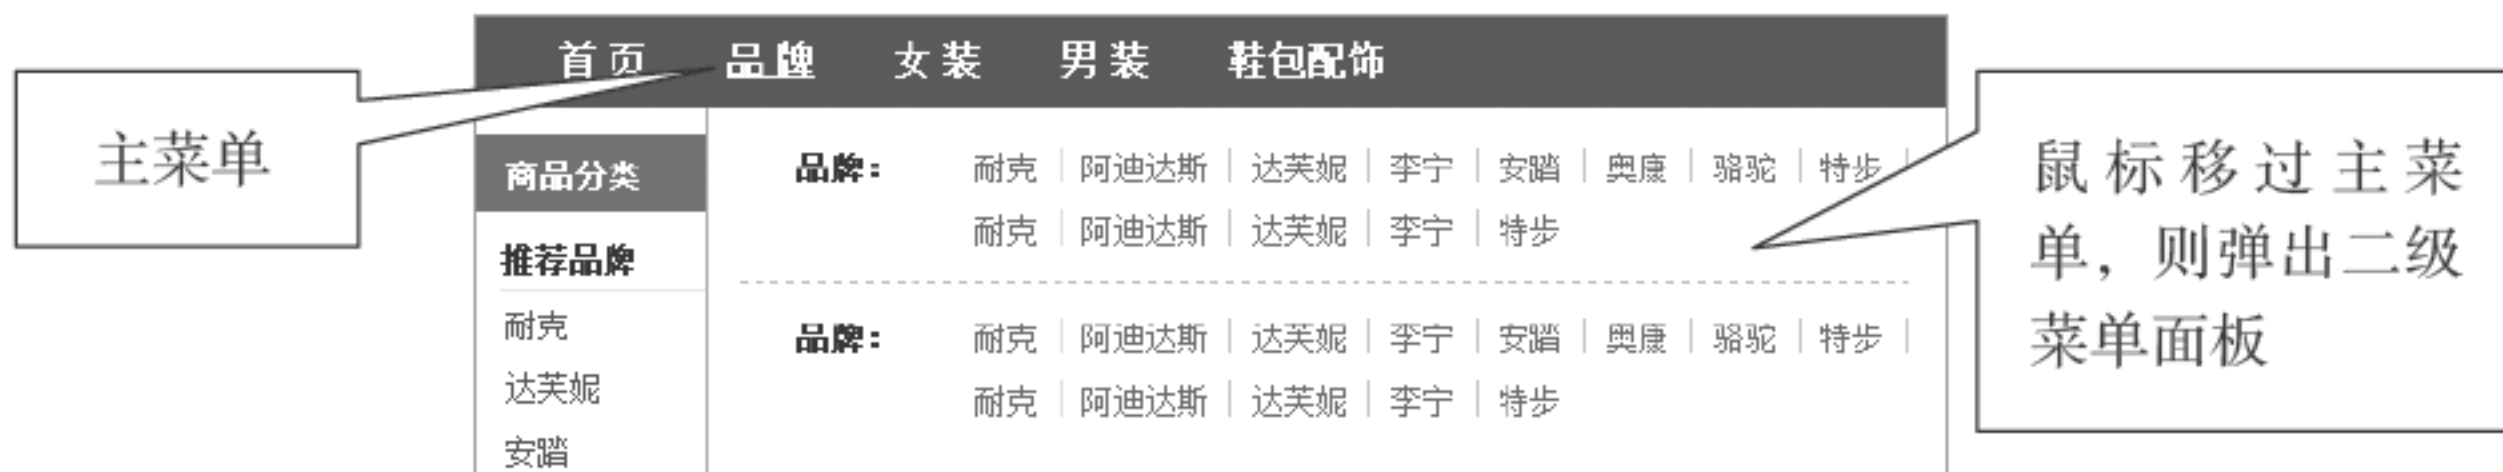 首页 品牌 女装 男装 鞋包配饰
主菜单
商品分类
推荐品牌
耐克
达芙妮
安踏
品牌： 耐克 | 阿迪达斯 | 达芙妮 | 李宁 | 安踏 | 奥康 | 骆驼 | 特步 |
耐克 | 阿迪达斯 | 达芙妮 | 李宁 | 特步
品牌： 耐克 | 阿迪达斯 | 达芙妮 | 李宁 | 安踏 | 奥康 | 骆驼 | 特步 |
耐克 | 阿迪达斯 | 达芙妮 | 李宁 | 特步
鼠标移过主菜
单，则弹出二级
菜单面板